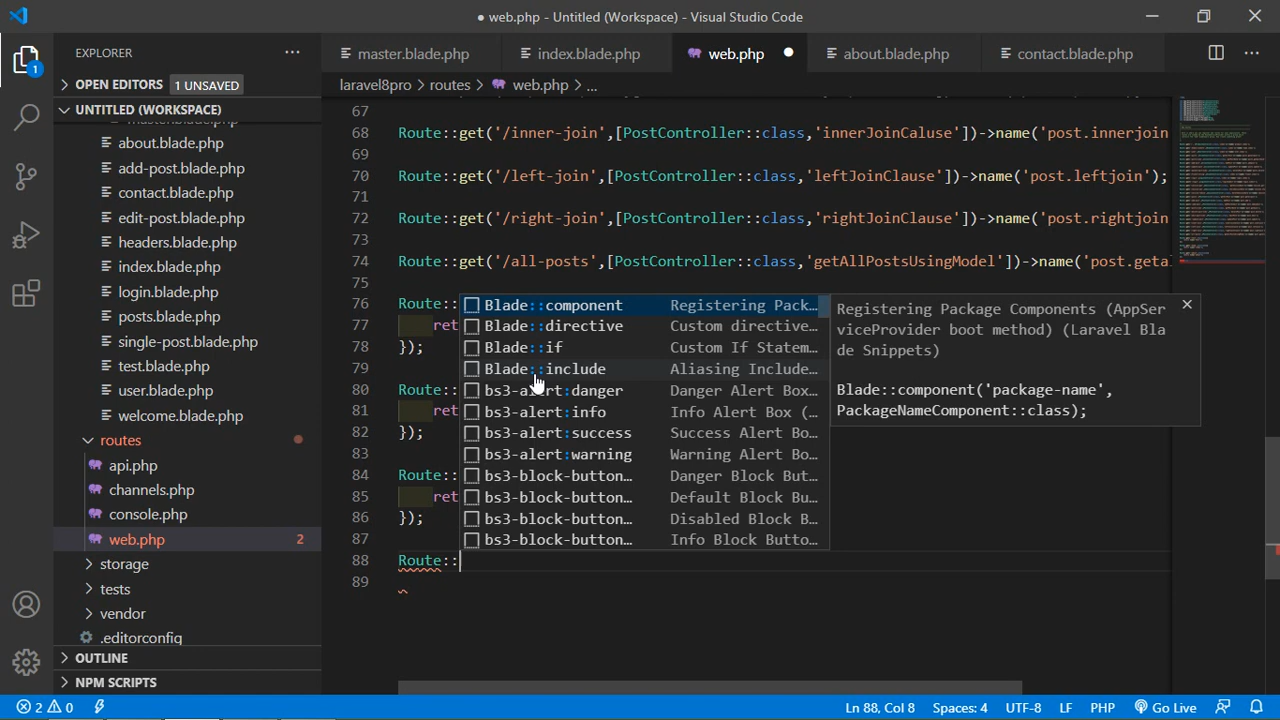 ● web.php - Untitled (Workspace) - Visual Studio Code
EXPLORER
1
OPEN EDITORS 1 UNSAVED
UNTITLED (WORKSPACE)
about.blade.php
add-post.blade.php
contact.blade.php
edit-post.blade.php
headers.blade.php
index.blade.php
login.blade.php
posts.blade.php
single-post.blade.php
test.blade.php
user.blade.php
welcome.blade.php
routes
api.php
channels.php
console.php
web.php 2
storage
tests
vendor
.editorconfig
OUTLINE
NPM SCRIPTS
master.blade.php index.blade.php web.php about.blade.php contact.blade.php
laravel8pro > routes > web.php > ...
67
68 Route::get('/inner-join',[PostController::class,'innerJoinCaluse'])->name('post.innerjoin
69
70 Route::get('/left-join',[PostController::class,'leftJoinClause'])->name('post.leftjoin');
71
72 Route::get('/right-join',[PostController::class,'rightJoinClause'])->name('post.rightjoin
73
74 Route::get('/all-posts',[PostController::class,'getAllPostsUsingModel'])->name('post.geta
75
76 Route::
77 ret
78 });
79
80 Route::
81 ret
82 });
83
84 Route::
85 ret
86 });
87
88 Route::
89
Blade::component Registering Pack…
Blade::directive Custom directive…
Blade::if Custom If Statem…
Blade::include Aliasing Include…
bs3-alert:danger Danger Alert Box…
bs3-alert:info Info Alert Box (…
bs3-alert:success Success Alert Bo…
bs3-alert:warning Warning Alert Bo…
bs3-block-button… Danger Block But…
bs3-block-button… Default Block Bu…
bs3-block-button… Disabled Block B…
bs3-block-button… Info Block Butto…
Registering Package Components (AppSer
viceProvider boot method) (Laravel Bla
de Snippets)
Blade::component('package-name',
PackageNameComponent::class);
2 0 Ln 88, Col 8 Spaces: 4 UTF-8 LF PHP Go Live